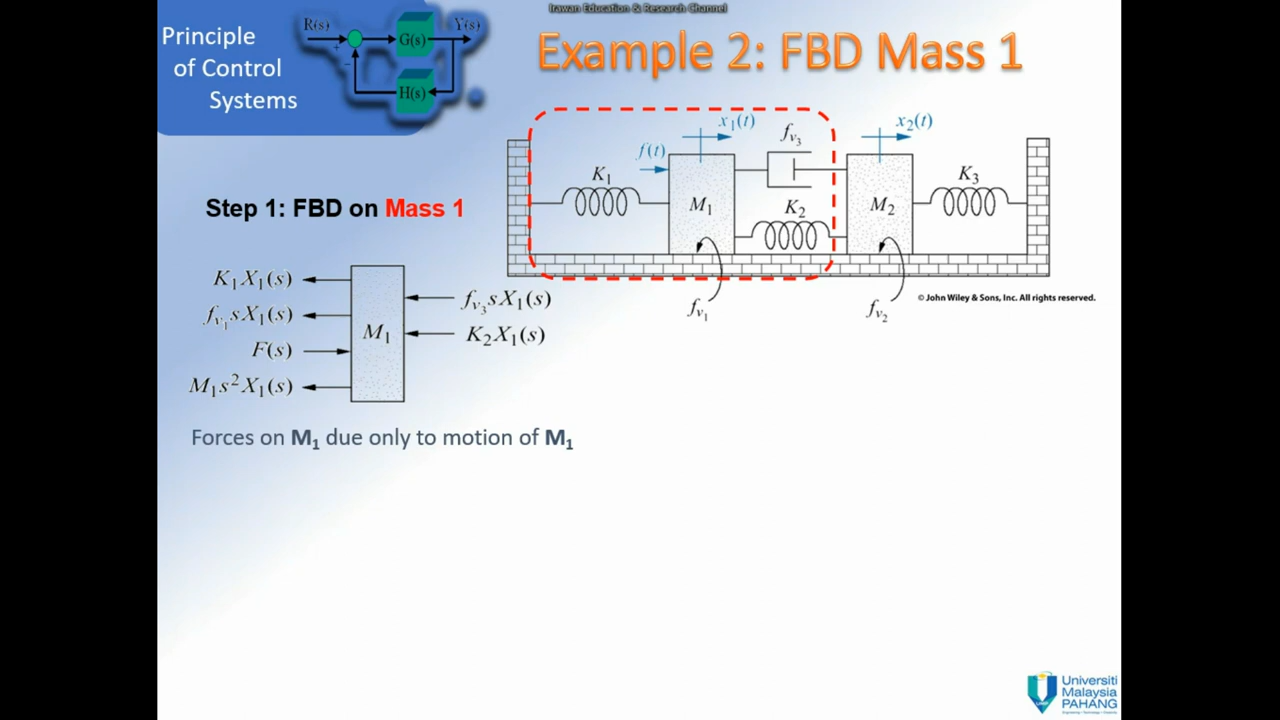 Irawan Education & Research Channel
Principle
of Control
Systems
R(s)
G(s)
Y(s)
H(s)
+
−
Example 2: FBD Mass 1
x₁(t)
x₂(t)
f(t)
fᵥ₃
K₁
M₁
K₂
M₂
K₃
fᵥ₁
fᵥ₂
© John Wiley & Sons, Inc. All rights reserved.
Step 1: FBD on Mass 1
K₁X₁(s)
fᵥ₁sX₁(s)
F(s)
M₁s²X₁(s)
M₁
fᵥ₃sX₁(s)
K₂X₁(s)
Forces on M₁ due only to motion of M₁
Universiti
Malaysia
PAHANG